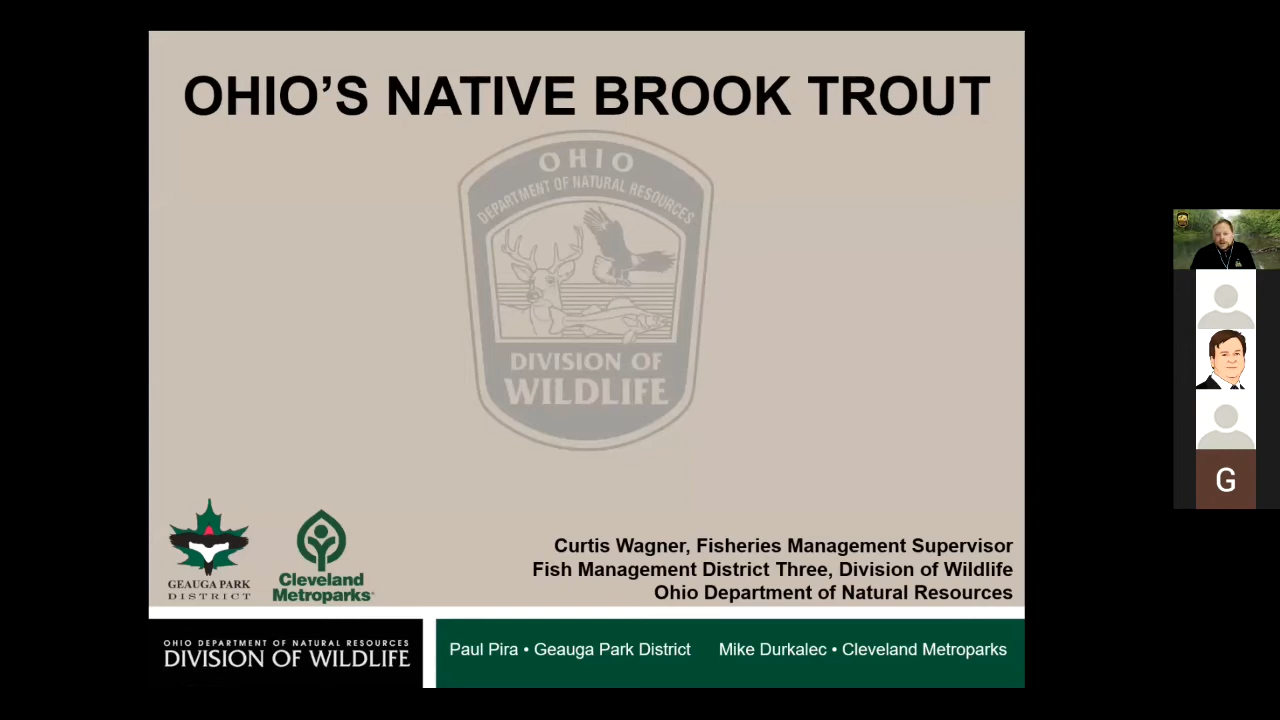 OHIO'S NATIVE BROOK TROUT
OHIO
DEPARTMENT OF NATURAL RESOURCES
DIVISION OF
WILDLIFE
GEAUGA PARK
DISTRICT
Cleveland
Metroparks
Curtis Wagner, Fisheries Management Supervisor
Fish Management District Three, Division of Wildlife
Ohio Department of Natural Resources
OHIO DEPARTMENT OF NATURAL RESOURCES
DIVISION OF WILDLIFE
Paul Pira • Geauga Park District Mike Durkalec • Cleveland Metroparks
G